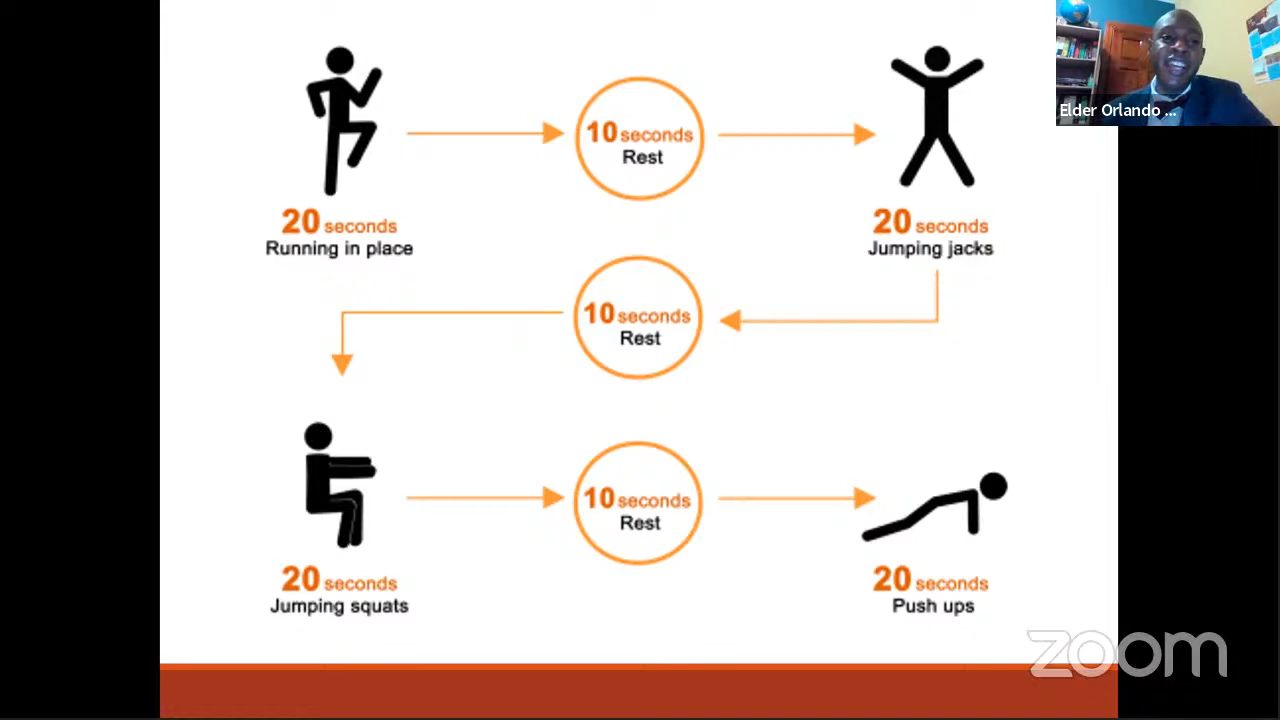 Elder Orlando ...
10 seconds
Rest
20 seconds
Running in place
20 seconds
Jumping jacks
10 seconds
Rest
10 seconds
Rest
20 seconds
Jumping squats
20 seconds
Push ups
zoom